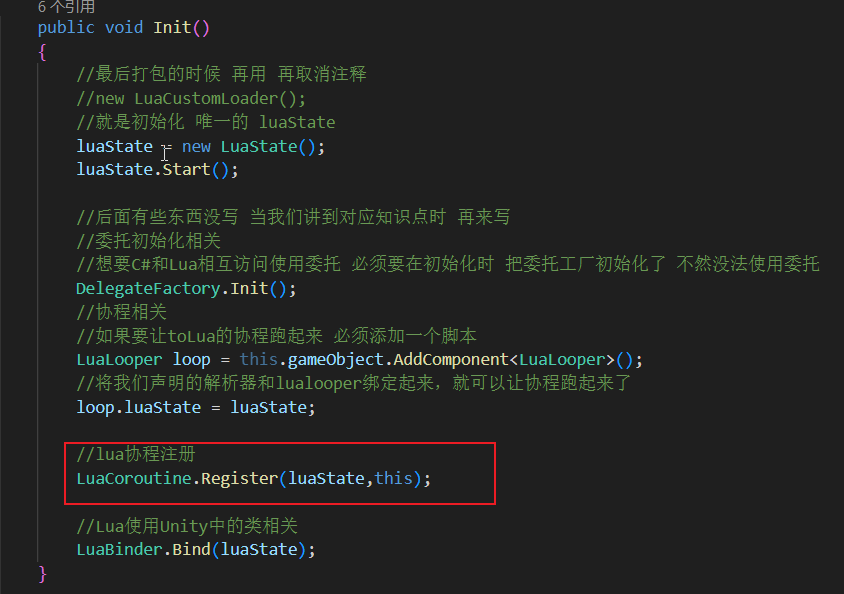 6 个引用
public void Init()
{
//最后打包的时候 再用 再取消注释
//new LuaCustomLoader();
//就是初始化 唯一的 luaState
luaState = new LuaState();
luaState.Start();
//后面有些东西没写 当我们讲到对应知识点时 再来写
//委托初始化相关
//想要C#和Lua相互访问使用委托 必须要在初始化时 把委托工厂初始化了 不然没法使用委托
DelegateFactory.Init();
//协程相关
//如果要让toLua的协程跑起来 必须添加一个脚本
LuaLooper loop = this.gameObject.AddComponent<LuaLooper>();
//将我们声明的解析器和lualooper绑定起来，就可以让协程跑起来了
loop.luaState = luaState;
//lua协程注册
LuaCoroutine.Register(luaState,this);
//Lua使用Unity中的类相关
LuaBinder.Bind(luaState);
}